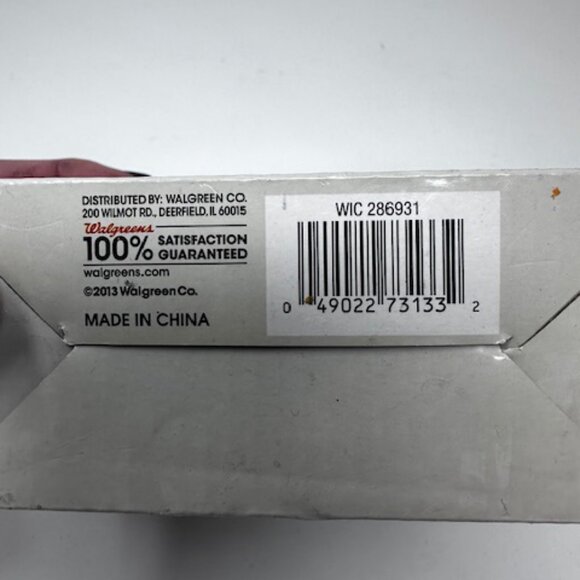 DISTRIBUTED BY: WALGREEN CO.
200 WILMOT RD., DEERFIELD, IL 60015
Walgreens
100% SATISFACTION GUARANTEED
walgreens.com
©2013 Walgreen Co.
MADE IN CHINA
WIC 286931
0 49022 73133 2